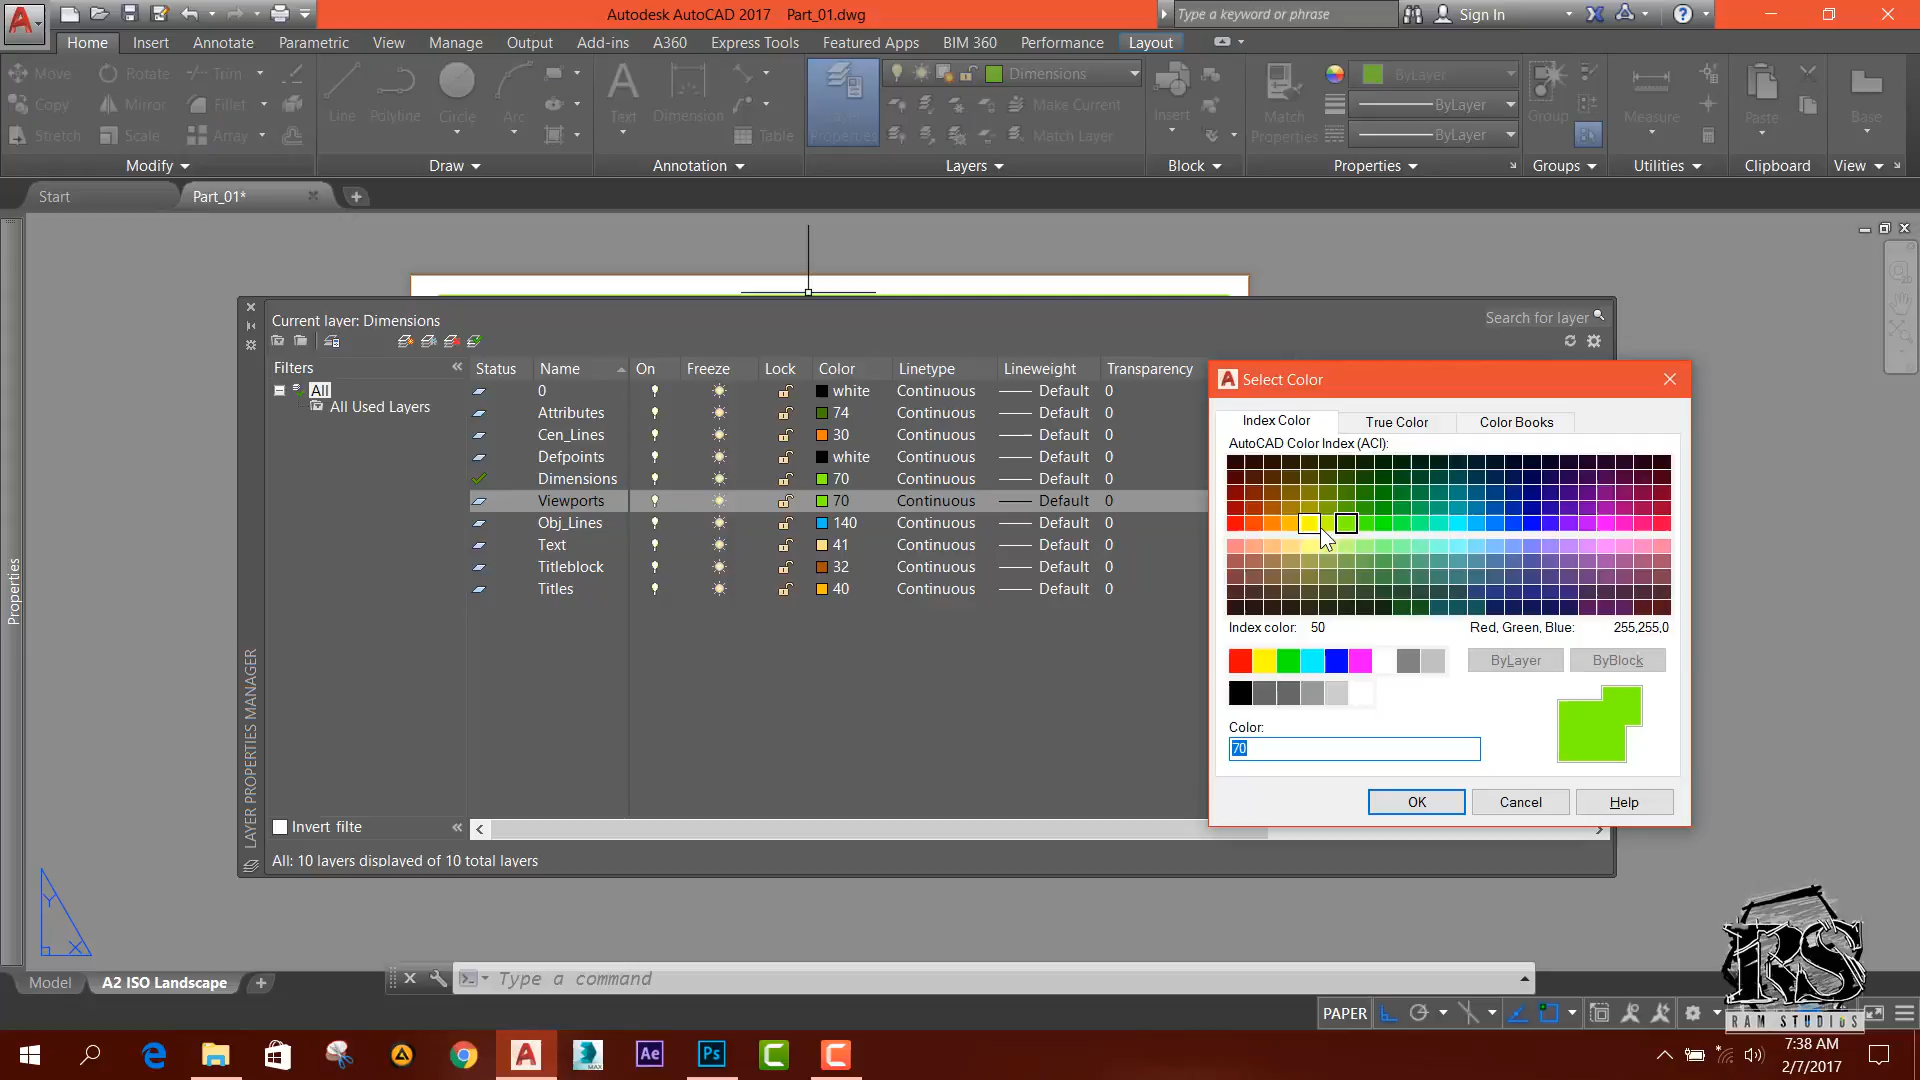 Autodesk AutoCAD 2017 Part_01.dwg
Type a keyword or phrase
Sign In
Home Insert Annotate Parametric View Manage Output Add-ins A360 Express Tools Featured Apps BIM 360 Performance Layout
Move Rotate Trim
Copy Mirror Fillet
Stretch Scale Array
Line Polyline Circle Arc
Text Dimension
Table
Properties
Dimensions
Make Current
Match Layer
Insert
Match Properties
ByLayer
ByLayer
ByLayer
Group Measure Paste Base
Modify Draw Annotation Layers Block Properties Groups Utilities Clipboard View
Start Part_01*
Current layer: Dimensions
Search for layer
Filters
All
All Used Layers
Status Name On Freeze Lock Color Linetype Lineweight Transparency
0 white Continuous Default 0
Attributes 74 Continuous Default 0
Cen_Lines 30 Continuous Default 0
Defpoints white Continuous Default 0
Dimensions 70 Continuous Default 0
Viewports 70 Continuous Default 0
Obj_Lines 140 Continuous Default 0
Text 41 Continuous Default 0
Titleblock 32 Continuous Default 0
Titles 40 Continuous Default 0
Invert filte
All: 10 layers displayed of 10 total layers
LAYER PROPERTIES MANAGER
Properties
Select Color
Index Color True Color Color Books
AutoCAD Color Index (ACI):
Index color: 50 Red, Green, Blue: 255,255,0
ByLayer ByBlock
Color:
70
OK Cancel Help
Y
X
Model A2 ISO Landscape
Type a command
PAPER
RS
RAM STUDIOS
Ae Ps
MAX
7:38 AM
2/7/2017